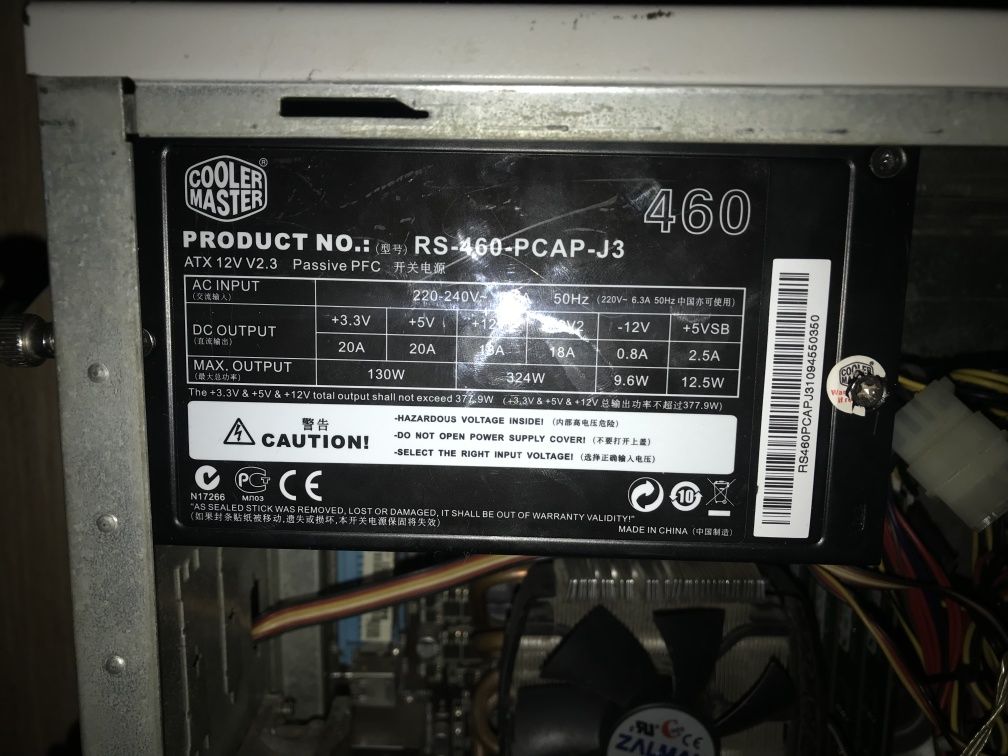 COOLER
MASTER
®
460
PRODUCT NO.: (型号) RS-460-PCAP-J3
ATX 12V V2.3 Passive PFC 开关电源
AC INPUT
(交流输入)
220-240V~ 50Hz (220V~ 6.3A 50Hz 中国亦可使用)
DC OUTPUT
(直流输出)
+3.3V +5V -12V +5VSB
20A 20A 18A 0.8A 2.5A
MAX. OUTPUT
(最大总功率)
130W 324W 9.6W 12.5W
The +3.3V & +5V & +12V total output shall not exceed 377.9W (+3.3V & +5V & +12V 总输出功率不超过377.9W)
警告
CAUTION!
-HAZARDOUS VOLTAGE INSIDE! (内部高电压危险)
-DO NOT OPEN POWER SUPPLY COVER! (不要打开上盖)
-SELECT THE RIGHT INPUT VOLTAGE! (选择正确输入电压)
N17266
МЛ03
CE
10
"AS SEALED STICK WAS REMOVED, LOST OR DAMAGED, IT SHALL BE OUT OF WARRANTY VALIDITY!"
(如果封条贴纸被移动,遗失或损坏,本开关电源保固将失效)
MADE IN CHINA (中国制造)
RS460PCAPJ31094550350
COOLER
ZALMAN